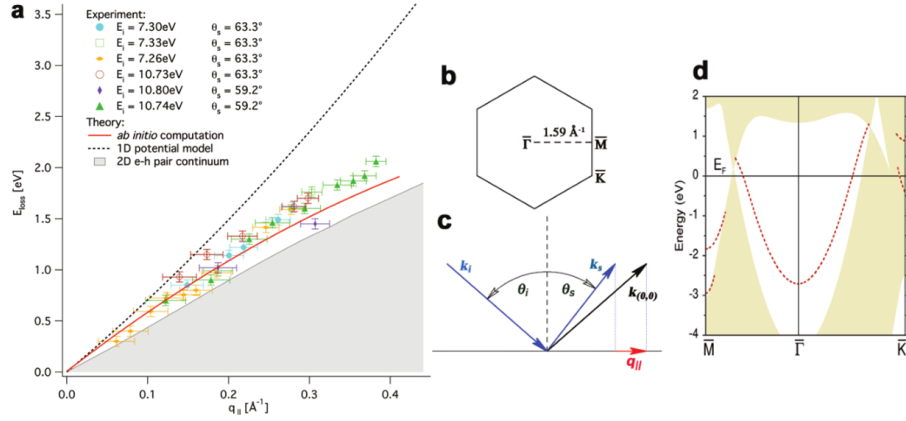 a
Experiment:
E_i = 7.30eV θ_s = 63.3°
E_i = 7.33eV θ_s = 63.3°
E_i = 7.26eV θ_s = 63.3°
E_i = 10.73eV θ_s = 63.3°
E_i = 10.80eV θ_s = 59.2°
E_i = 10.74eV θ_s = 59.2°
Theory:
ab initio computation
1D potential model
2D e-h pair continuum
E_loss [eV]
3.5
3.0
2.5
2.0
1.5
1.0
0.5
0.0
0.0 0.1 0.2 0.3 0.4
q_|| [Å⁻¹]
b
1.59 Å⁻¹
Γ̅ M̅
K̅
c
k_i k_s
θ_i θ_s k_(0,0)
q_||
d
Energy (eV)
2
1
E_F
0
-1
-2
-3
-4
M̅ Γ̅ K̅